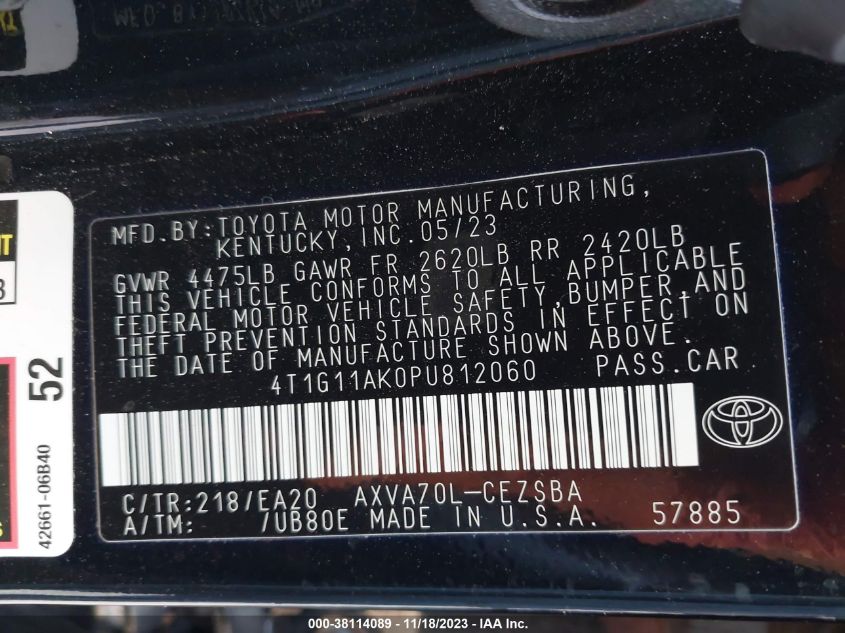 MFD. BY: TOYOTA MOTOR MANUFACTURING,
KENTUCKY, INC. 05/23
GVWR 4475LB GAWR FR 2620LB RR 2420LB
THIS VEHICLE CONFORMS TO ALL APPLICABLE
FEDERAL MOTOR VEHICLE SAFETY, BUMPER, AND
THEFT PREVENTION STANDARDS IN EFFECT ON
THE DATE OF MANUFACTURE SHOWN ABOVE.
4T1G11AK0PU812060 PASS. CAR
C/TR: 218/EA20 AXVA70L-CEZSBA
A/TM: /UB80E MADE IN U.S.A. 57885
52
42661-06B40
000-38114089 - 11/18/2023 - IAA Inc.